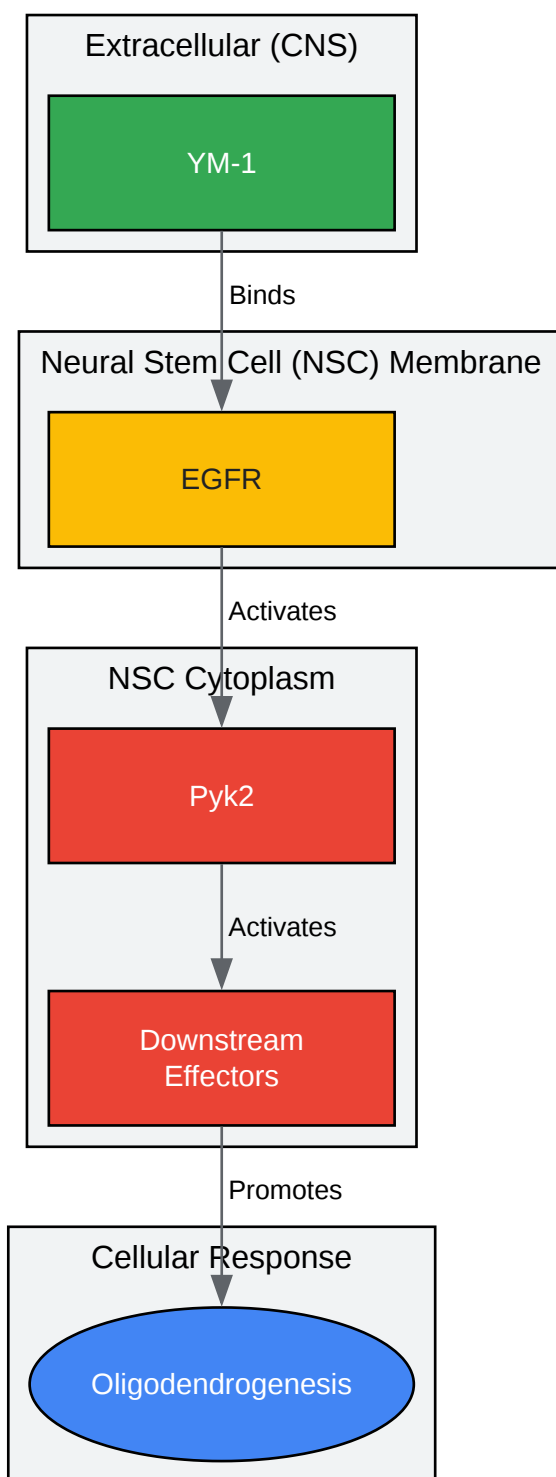 Extracellular (CNS)
YM-1
Binds
Neural Stem Cell (NSC) Membrane
EGFR
Activates
NSC Cytoplasm
Pyk2
Activates
Downstream
Effectors
Promotes
Cellular Response
Oligodendrogenesis